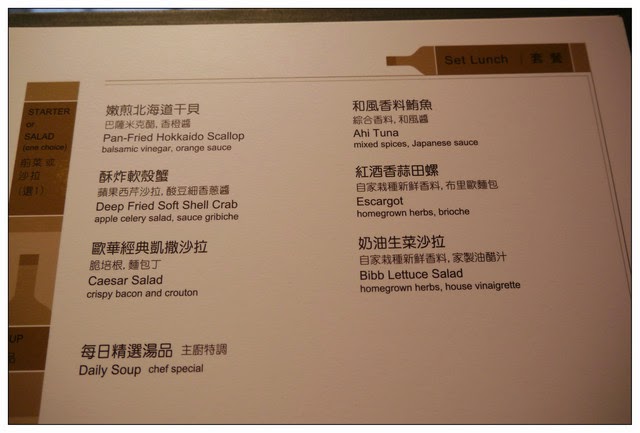 Set Lunch 套餐
STARTER
or
SALAD
(one choice)
前菜 或
沙拉
(選1)
嫩煎北海道干貝
巴薩米克醋, 香橙醬
Pan-Fried Hokkaido Scallop
balsamic vinegar, orange sauce
酥炸軟殼蟹
蘋果西芹沙拉, 酸豆細香蔥醬
Deep Fried Soft Shell Crab
apple celery salad, sauce gribiche
歐華經典凱撒沙拉
脆培根, 麵包丁
Caesar Salad
crispy bacon and crouton
和風香料鮪魚
綜合香料, 和風醬
Ahi Tuna
mixed spices, Japanese sauce
紅酒香蒜田螺
自家栽種新鮮香料, 布里歐麵包
Escargot
homegrown herbs, brioche
奶油生菜沙拉
自家栽種新鮮香料, 家製油醋汁
Bibb Lettuce Salad
homegrown herbs, house vinaigrette
UP
品
每日精選湯品 主廚特調
Daily Soup chef special